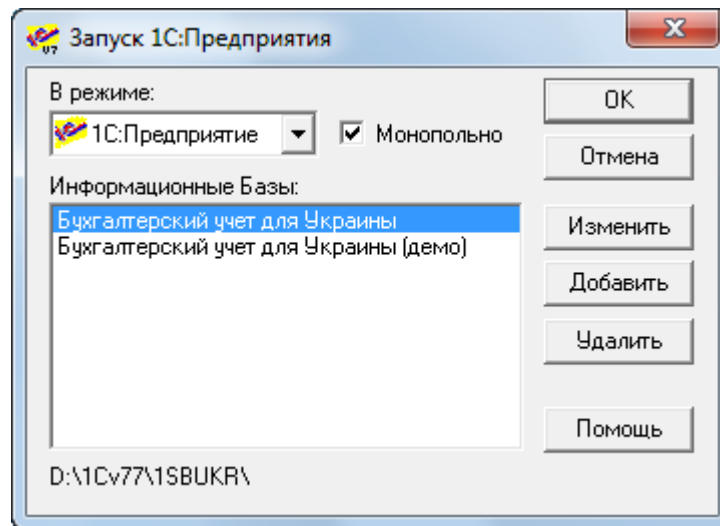 Запуск 1С:Предприятия
В режиме:
1С:Предприятие
Монопольно
Информационные Базы:
Бухгалтерский учет для Украины
Бухгалтерский учет для Украины (демо)
D:\1Cv77\1SBUKR\
OK
Отмена
Изменить
Добавить
Удалить
Помощь